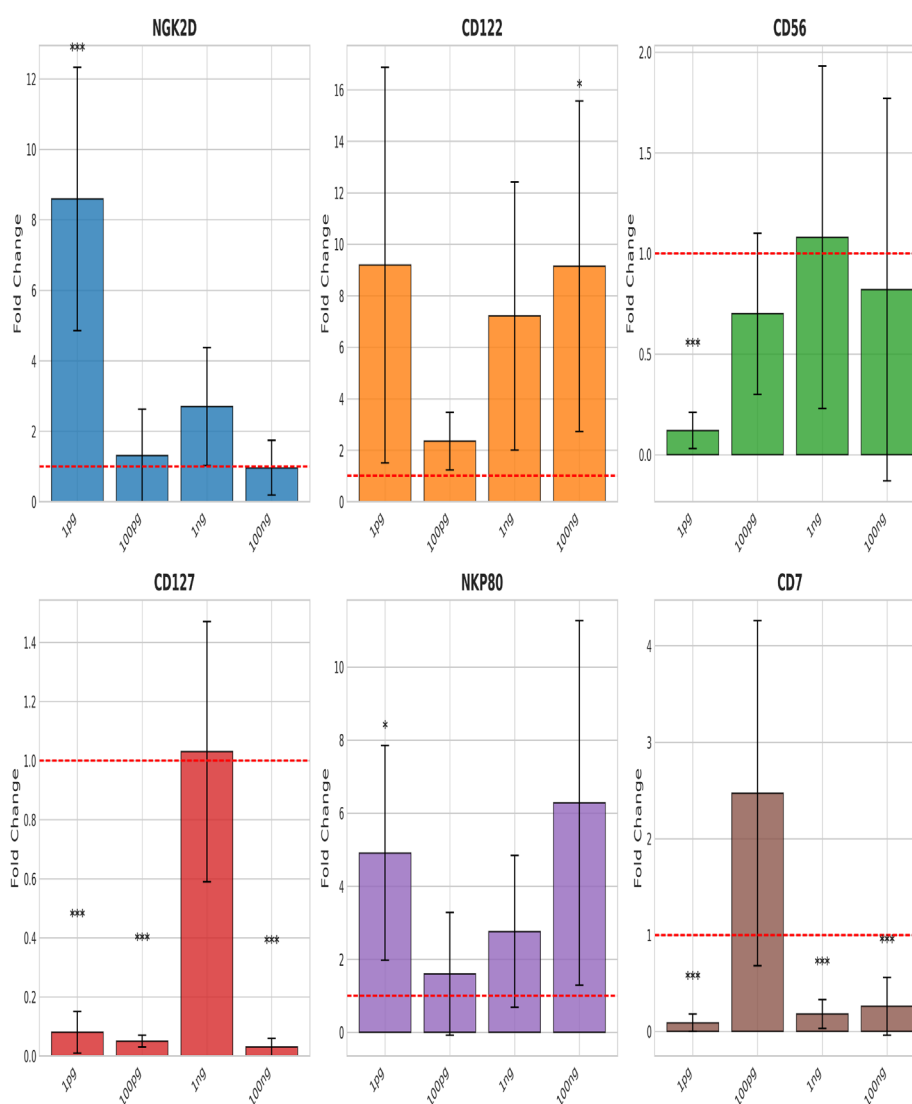 NGK2D
***
Fold Change
12
10
8
6
4
2
0
1pg
100pg
1ng
100ng
CD122
*
Fold Change
16
14
12
10
8
6
4
2
0
1pg
100pg
1ng
100ng
CD56
***
Fold Change
2.0
1.5
1.0
0.5
0.0
1pg
100pg
1ng
100ng
CD127
*** *** ***
Fold Change
1.4
1.2
1.0
0.8
0.6
0.4
0.2
0.0
1pg
100pg
1ng
100ng
NKP80
*
Fold Change
10
8
6
4
2
0
1pg
100pg
1ng
100ng
CD7
*** *** ***
Fold Change
4
3
2
1
0
1pg
100pg
1ng
100ng